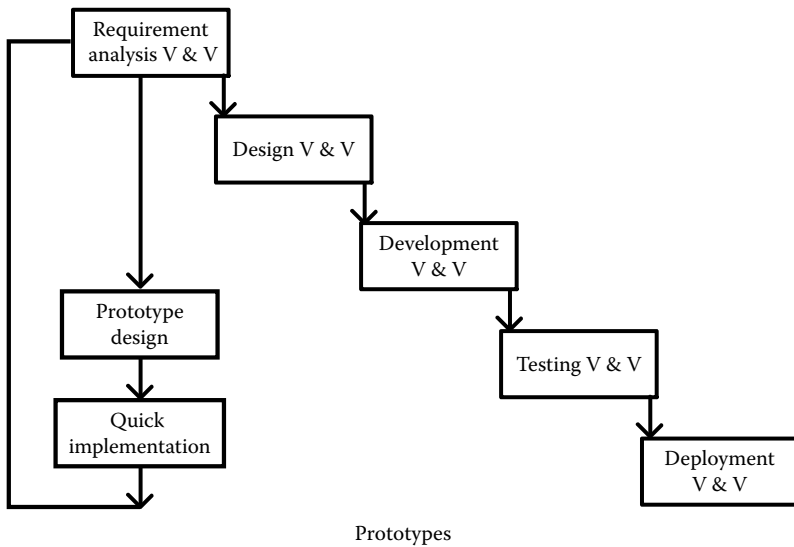 Requirement
analysis V & V
Design V & V
Development
V & V
Prototype
design
Testing V & V
Quick
implementation
Deployment
V & V
Prototypes